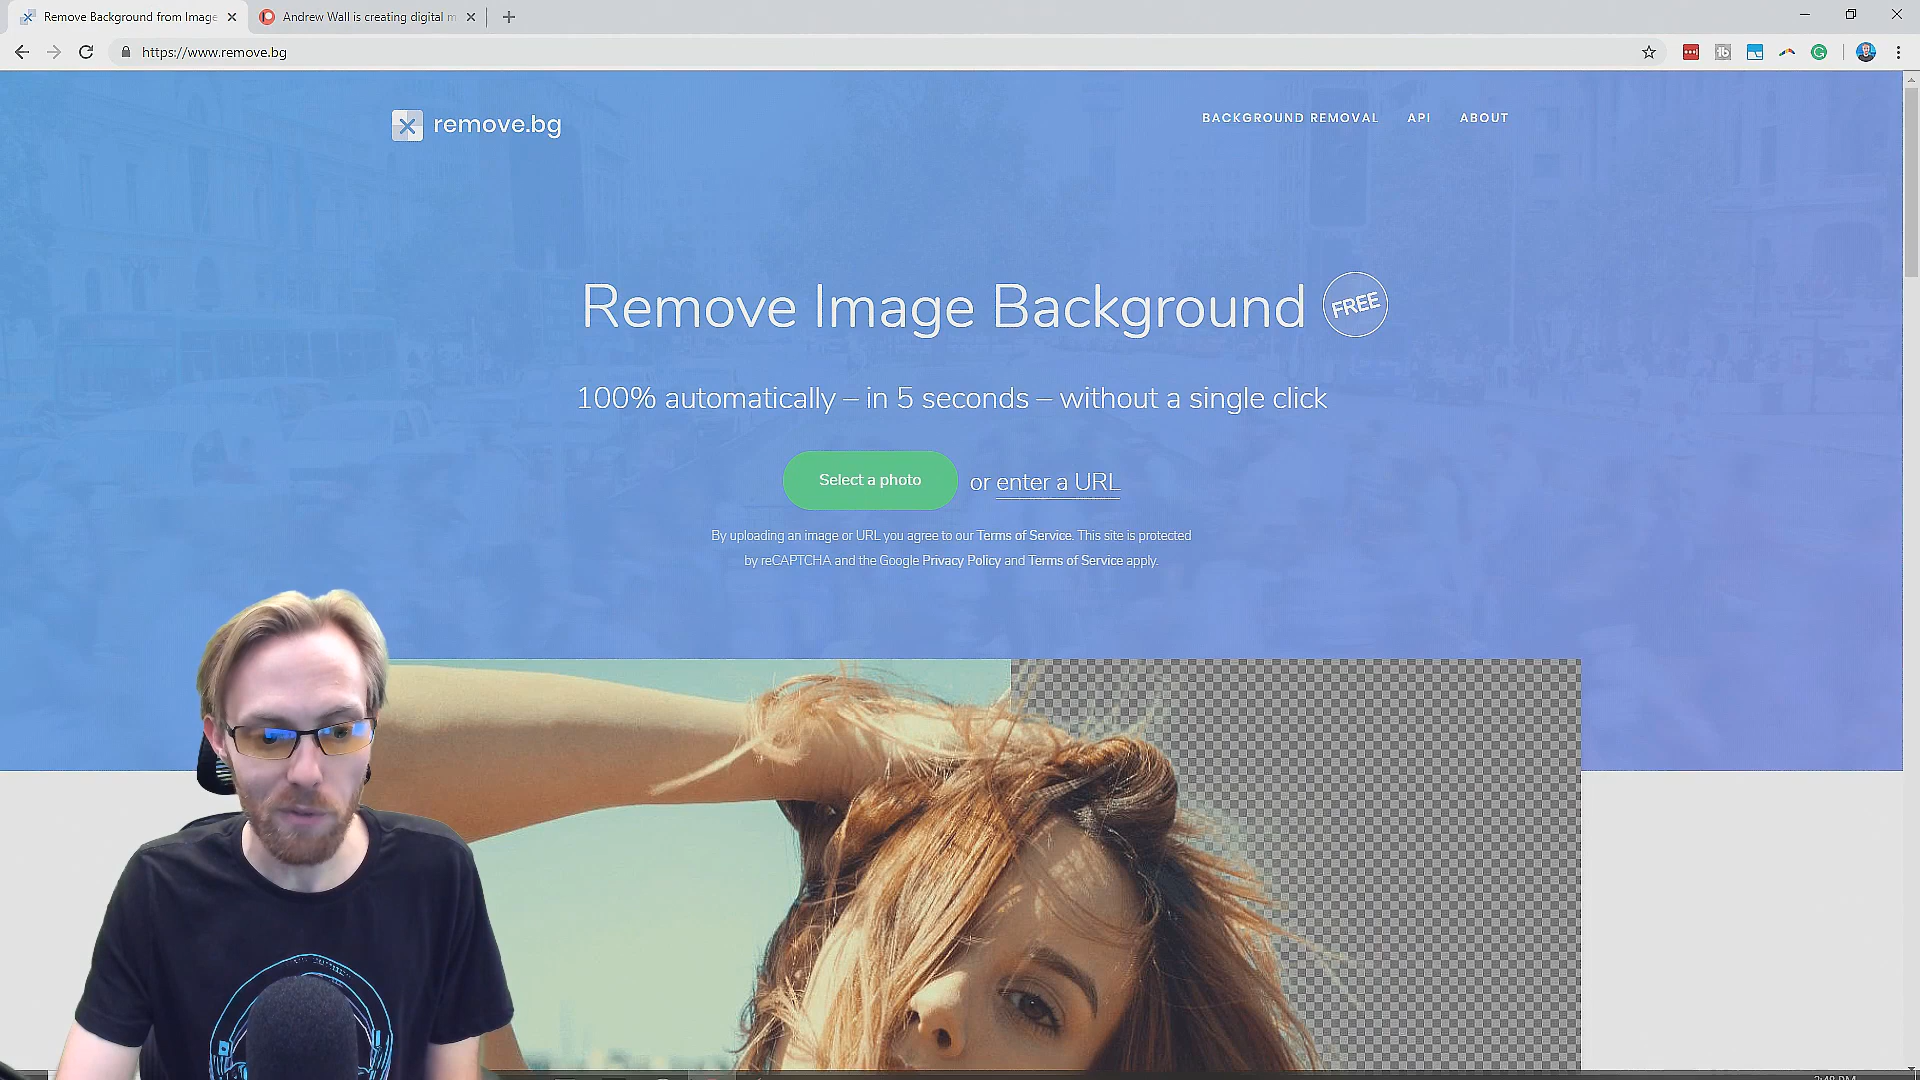 Remove Background from Image
Andrew Wall is creating digital m
https://www.remove.bg
remove.bg
BACKGROUND REMOVAL API ABOUT
Remove Image Background FREE
100% automatically – in 5 seconds – without a single click
Select a photo or enter a URL
By uploading an image or URL you agree to our Terms of Service. This site is protected
by reCAPTCHA and the Google Privacy Policy and Terms of Service apply.